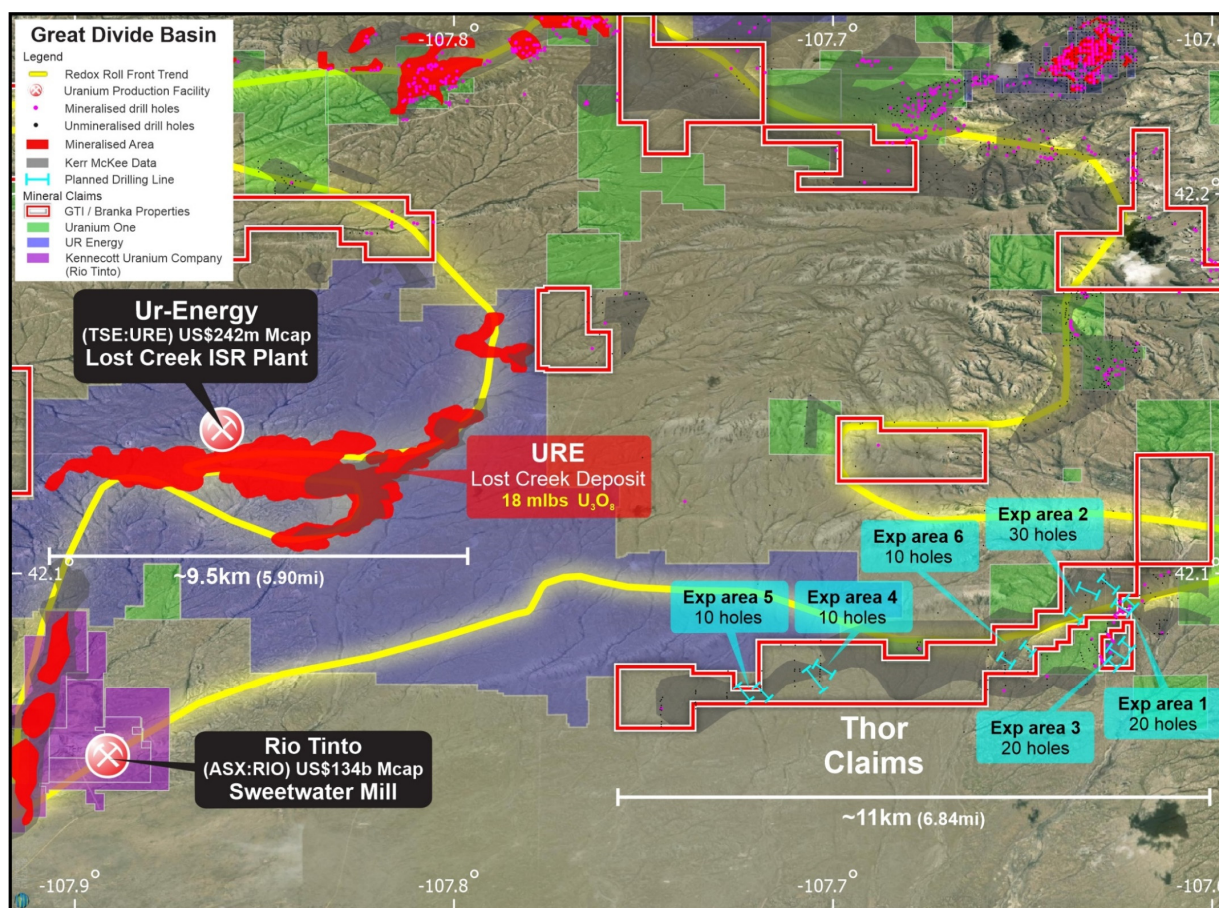 Great Divide Basin
Legend
Redox Roll Front Trend
Uranium Production Facility
Mineralised drill holes
Unmineralised drill holes
Mineralised Area
Kerr McKee Data
Planned Drilling Line
Mineral Claims
GTI / Branka Properties
Uranium One
UR Energy
Kennecott Uranium Company
(Rio Tinto)
-107.8°
-107.7°
-107.6
42.2°
Ur-Energy
(TSE:URE) US$242m Mcap
Lost Creek ISR Plant
URE
Lost Creek Deposit
18 mlbs U₃O₈
~9.5km (5.90mi)
42.1°
42.1°
Exp area 2
30 holes
Exp area 6
10 holes
Exp area 5
10 holes
Exp area 4
10 holes
Exp area 1
20 holes
Exp area 3
20 holes
Thor
Claims
~11km (6.84mi)
Rio Tinto
(ASX:RIO) US$134b Mcap
Sweetwater Mill
-107.9°
-107.8°
-107.7°
-107.6